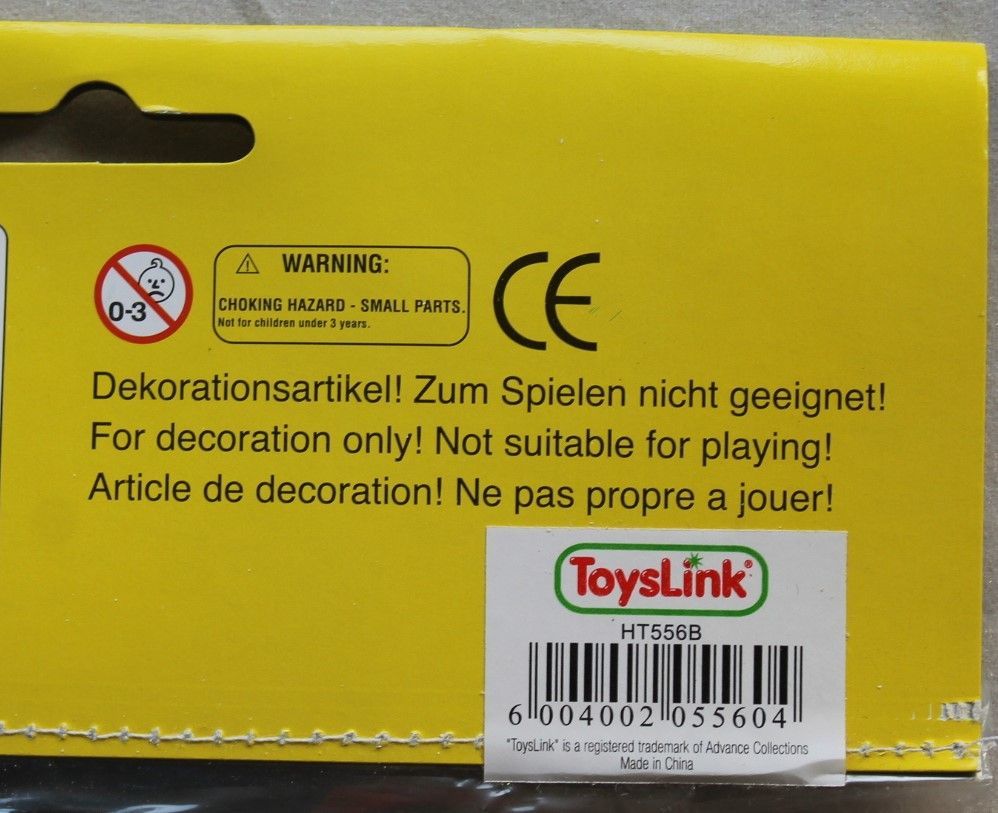 0-3
⚠ WARNING:
CHOKING HAZARD - SMALL PARTS.
Not for children under 3 years.
CE
Dekorationsartikel! Zum Spielen nicht geeignet!
For decoration only! Not suitable for playing!
Article de decoration! Ne pas propre a jouer!
ToysLink®
HT556B
6 004002 055604
"ToysLink" is a registered trademark of Advance Collections
Made in China